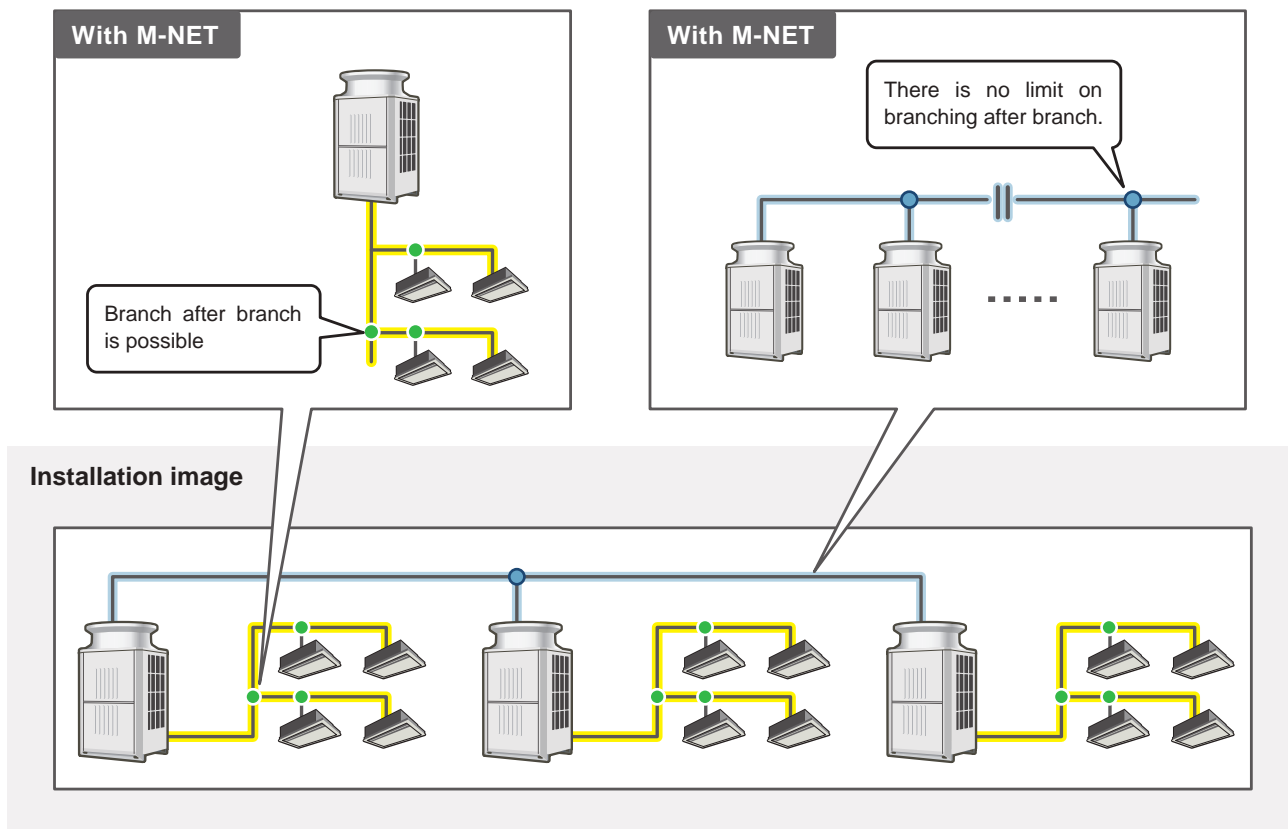 With M-NET
Branch after branch
is possible
With M-NET
There is no limit on
branching after branch.
Installation image